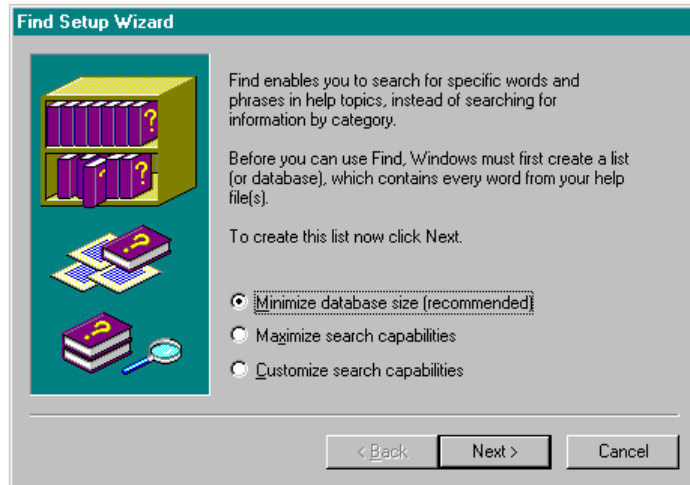 Find Setup Wizard
Find enables you to search for specific words and
phrases in help topics, instead of searching for
information by category.
Before you can use Find, Windows must first create a list
(or database), which contains every word from your help
file(s).
To create this list now click Next.
Minimize database size (recommended)
Maximize search capabilities
Customize search capabilities
< Back Next > Cancel